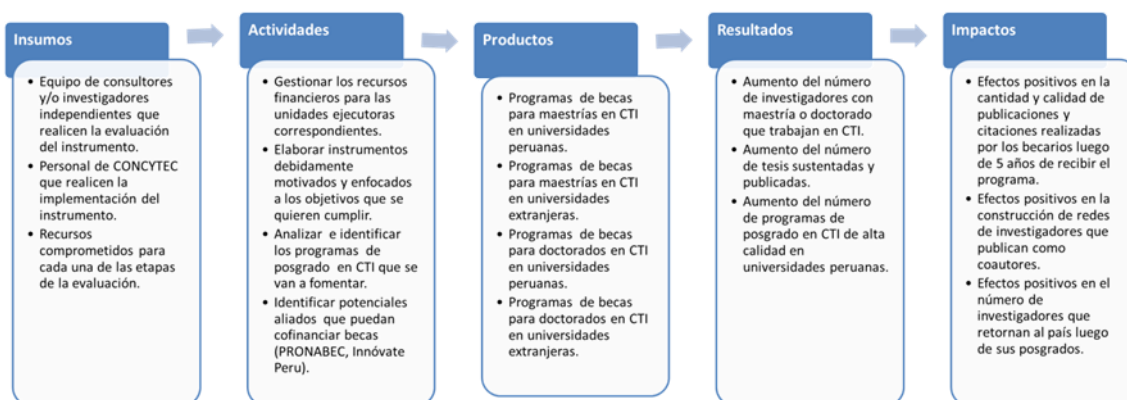 Insumos
• Equipo de consultores
y/o investigadores
independientes que
realicen la evaluación
del instrumento.
• Personal de CONCYTEC
que realicen la
implementación del
instrumento.
• Recursos
comprometidos para
cada una de las etapas
de la evaluación.
Actividades
• Gestionar los recursos
financieros para las
unidades ejecutoras
correspondientes.
• Elaborar instrumentos
debidamente
motivados y enfocados
a los objetivos que se
quieren cumplir.
• Analizar e identificar
los programas de
posgrado en CTI que se
van a fomentar.
• Identificar potenciales
aliados que puedan
cofinanciar becas
(PRONABEC, Innóvate
Peru).
Productos
• Programas de becas
para maestrías en CTI
en universidades
peruanas.
• Programas de becas
para maestrías en CTI
en universidades
extranjeras.
• Programas de becas
para doctorados en CTI
en universidades
peruanas.
• Programas de becas
para doctorados en CTI
en universidades
extranjeras.
Resultados
• Aumento del número
de investigadores con
maestría o doctorado
que trabajan en CTI.
• Aumento del número
de tesis sustentadas y
publicadas.
• Aumento del número
de programas de
posgrado en CTI de alta
calidad en
universidades peruanas.
Impactos
• Efectos positivos en la
cantidad y calidad de
publicaciones y
citaciones realizadas
por los becarios luego
de 5 años de recibir el
programa.
• Efectos positivos en la
construcción de redes
de investigadores que
publican como
coautores.
• Efectos positivos en el
número de
investigadores que
retornan al país luego
de sus posgrados.